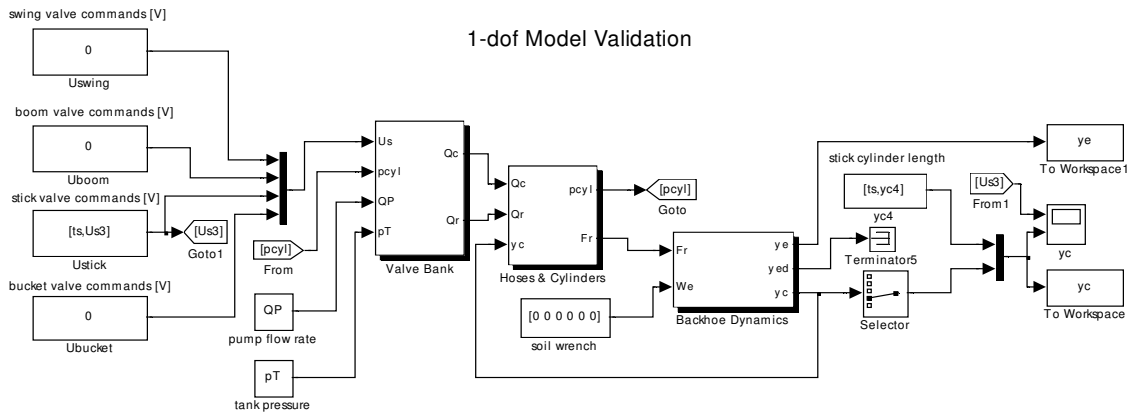 1-dof Model Validation
swing valve commands [V]
0
Uswing
boom valve commands [V]
0
Uboom
stick valve commands [V]
[ts,Us3]
Ustick
[Us3]
Goto1
bucket valve commands [V]
0
Ubucket
[pcyl]
From
QP
pump flow rate
pT
tank pressure
Us
pcyl
QP
pT
Qc
Qr
Valve Bank
Qc
Qr
yc
pcyl
Fr
Hoses & Cylinders
[pcyl]
Goto
[0 0 0 0 0 0]
soil wrench
Fr
We
ye
yed
yc
Backhoe Dynamics
stick cylinder length
[ts,yc4]
yc4
Terminator5
Selector
[Us3]
From1
yc
ye
To Workspace1
yc
To Workspace